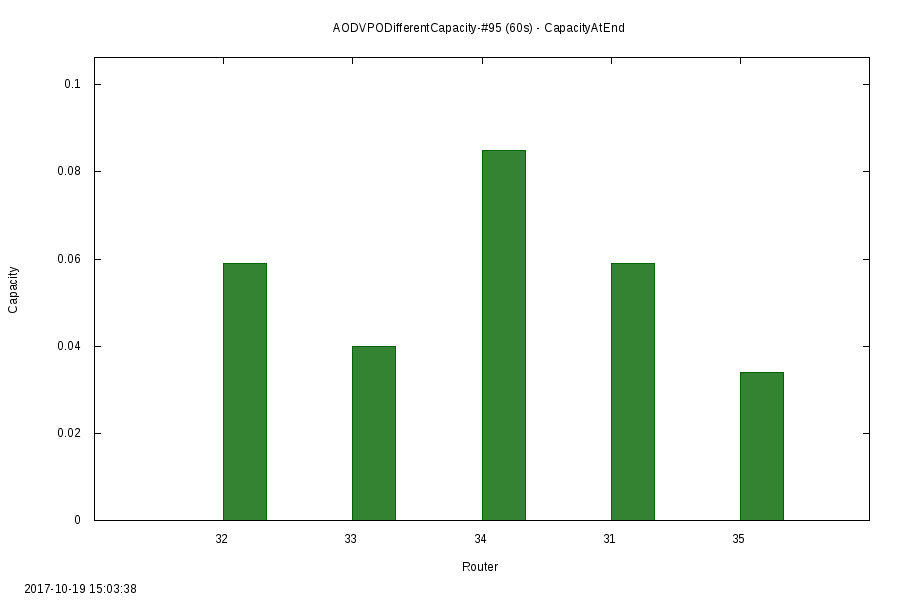 AODVPODifferentCapacity-#95 (60s) - CapacityAtEnd
0.1
0.08
0.06
0.04
0.02
0
Capacity
32 33 34 31 35
Router
2017-10-19 15:03:38